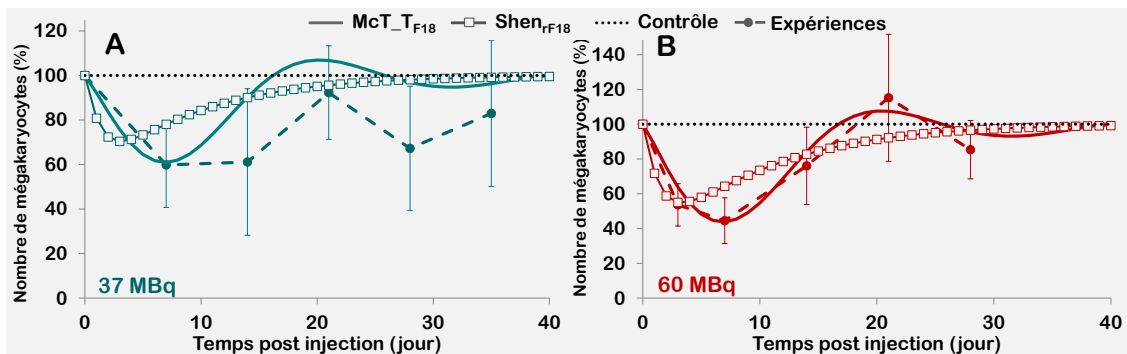 McT_T_F18 Shen_rF18 Contrôle Expériences
A
Nombre de mégakaryocytes (%)
120
100
80
60
40
20
0
37 MBq
0 10 20 30 40
Temps post injection (jour)
B
Nombre de mégakaryocytes (%)
140
120
100
80
60
40
20
0
60 MBq
0 10 20 30 40
Temps post injection (jour)